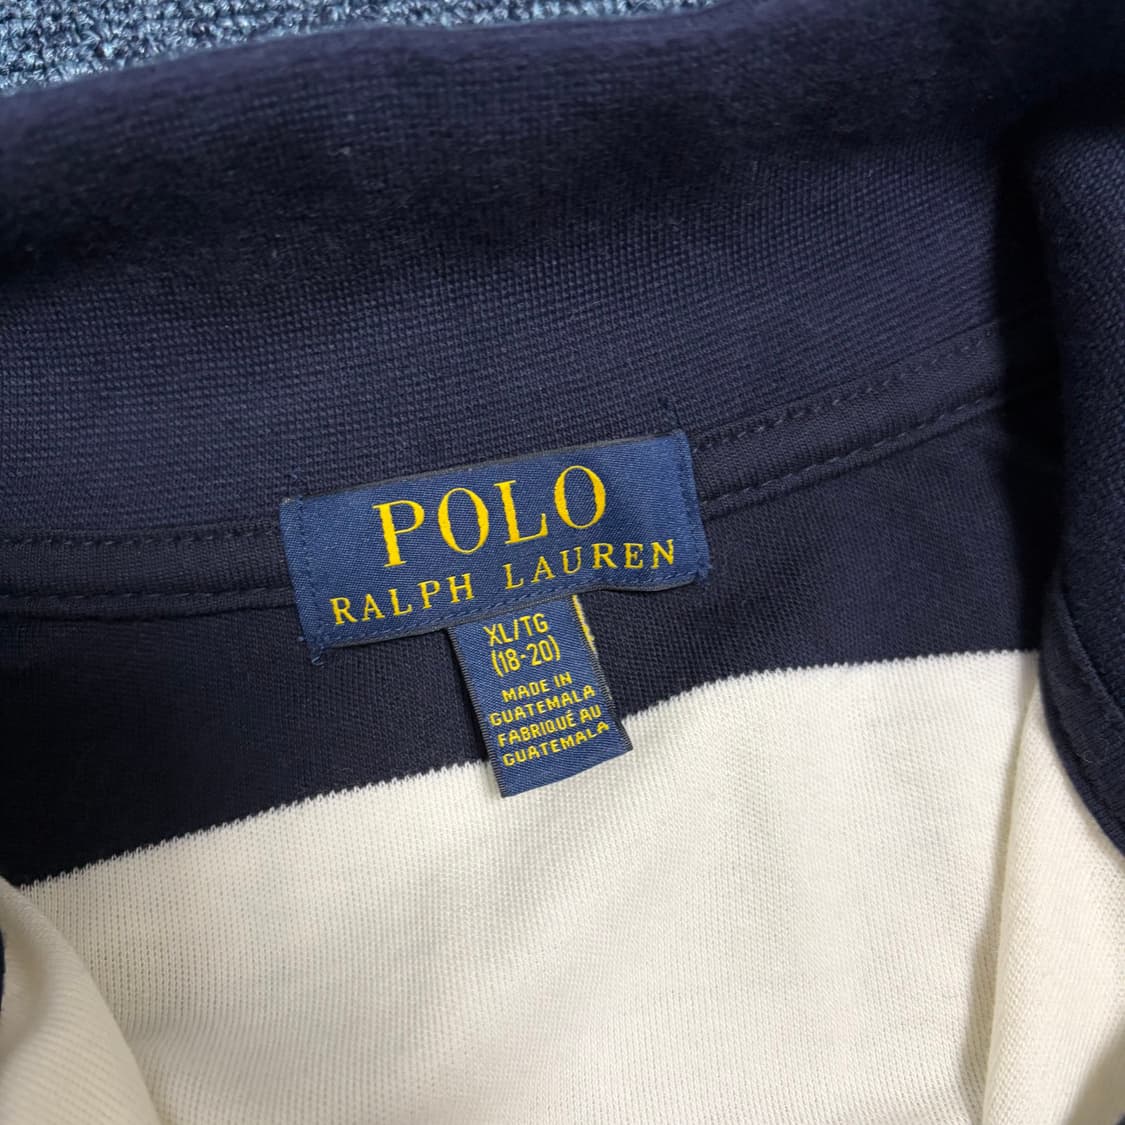 POLO
RALPH LAUREN
XL/TG
(18-20)
MADE IN
GUATEMALA
FABRIQUÉ AU
GUATEMALA